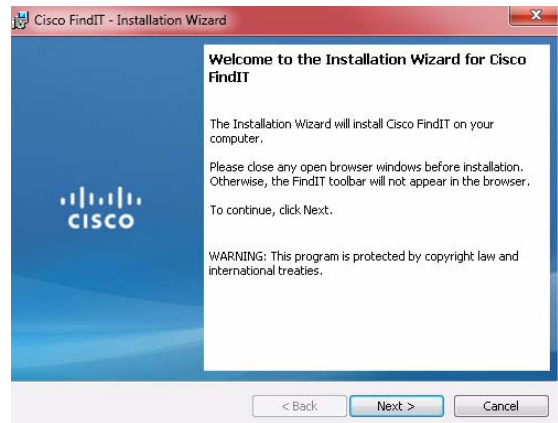 Cisco FindIT - Installation Wizard
Welcome to the Installation Wizard for Cisco
FindIT
The Installation Wizard will install Cisco FindIT on your
computer.
Please close any open browser windows before installation.
Otherwise, the FindIT toolbar will not appear in the browser.
To continue, click Next.
WARNING: This program is protected by copyright law and
international treaties.
CISCO
< Back Next > Cancel